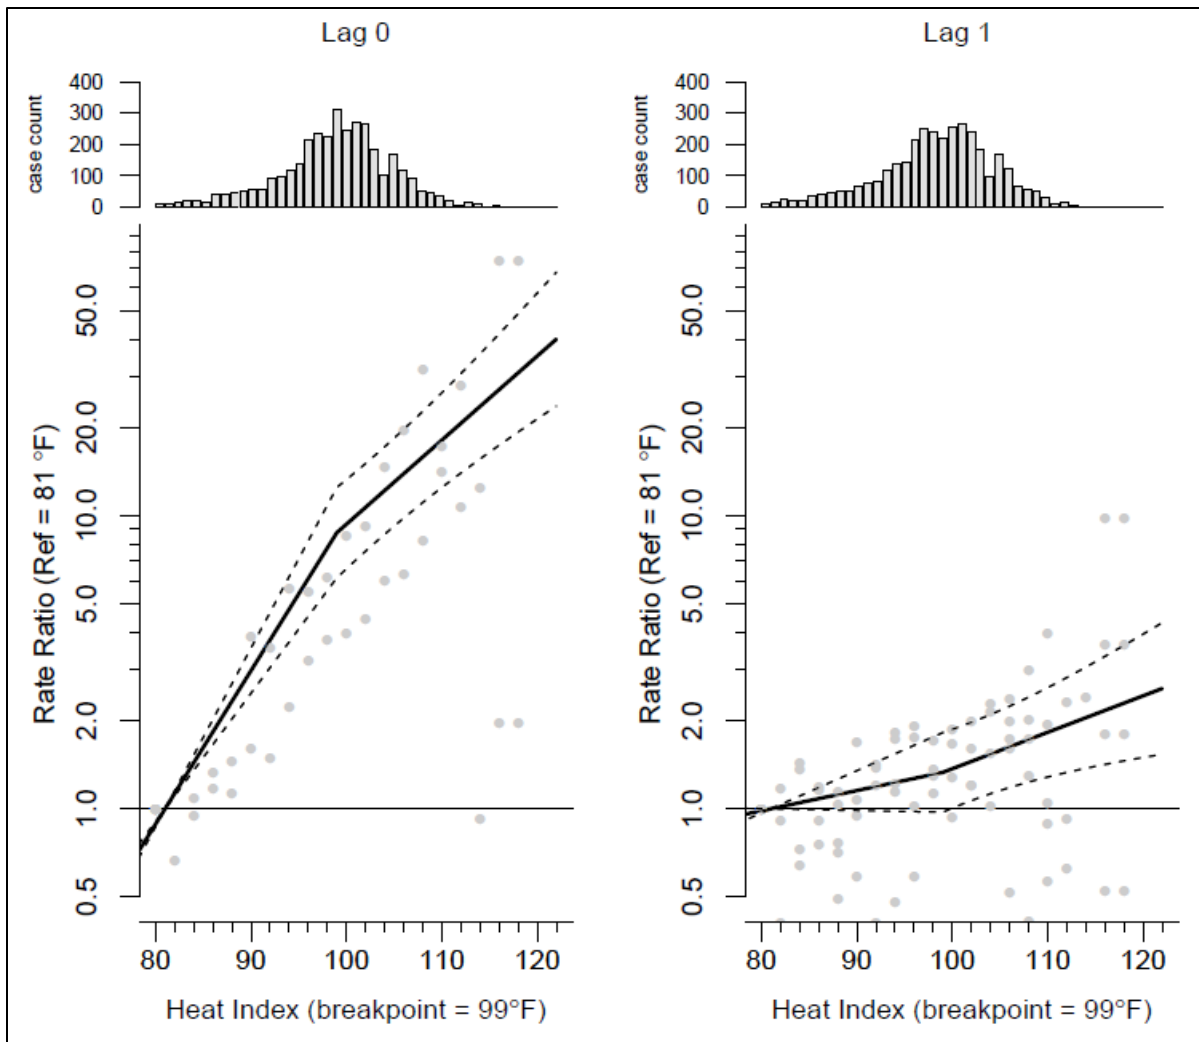 Lag 0
case count
400
300
200
100
0
Rate Ratio (Ref = 81 °F)
50.0
20.0
10.0
5.0
2.0
1.0
0.5
80 90 100 110 120
Heat Index (breakpoint = 99°F)
Lag 1
case count
400
300
200
100
0
Rate Ratio (Ref = 81 °F)
50.0
20.0
10.0
5.0
2.0
1.0
0.5
80 90 100 110 120
Heat Index (breakpoint = 99°F)